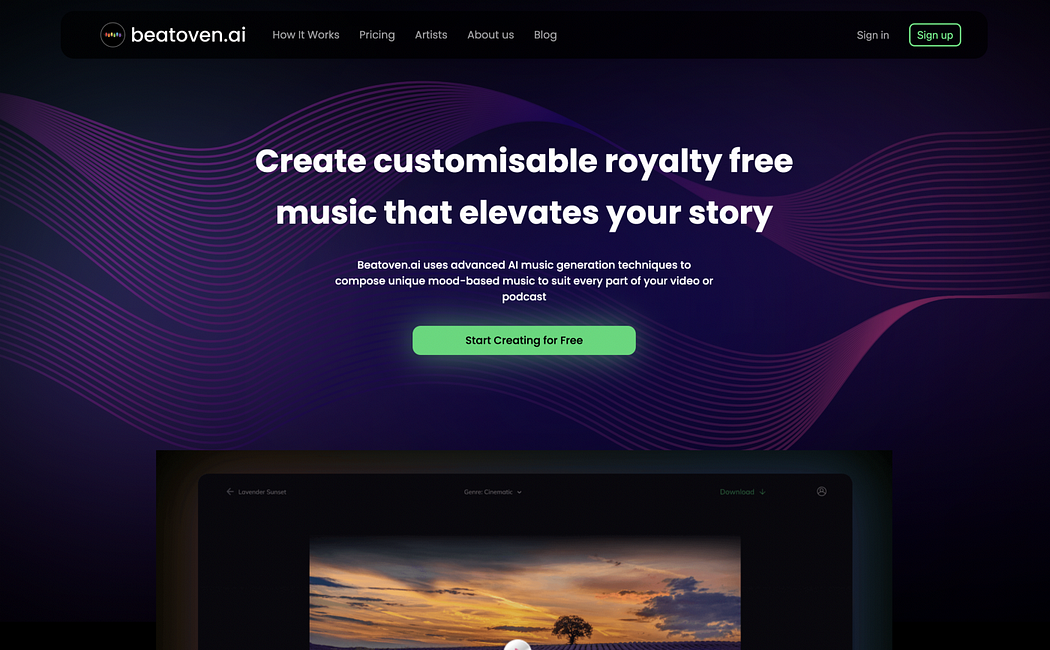 beatoven.ai How It Works Pricing Artists About us Blog Sign in Sign up
Create customisable royalty free
music that elevates your story
Beatoven.ai uses advanced AI music generation techniques to
compose unique mood-based music to suit every part of your video or
podcast
Start Creating for Free
Lavender Sunset Genre: Cinematic Download